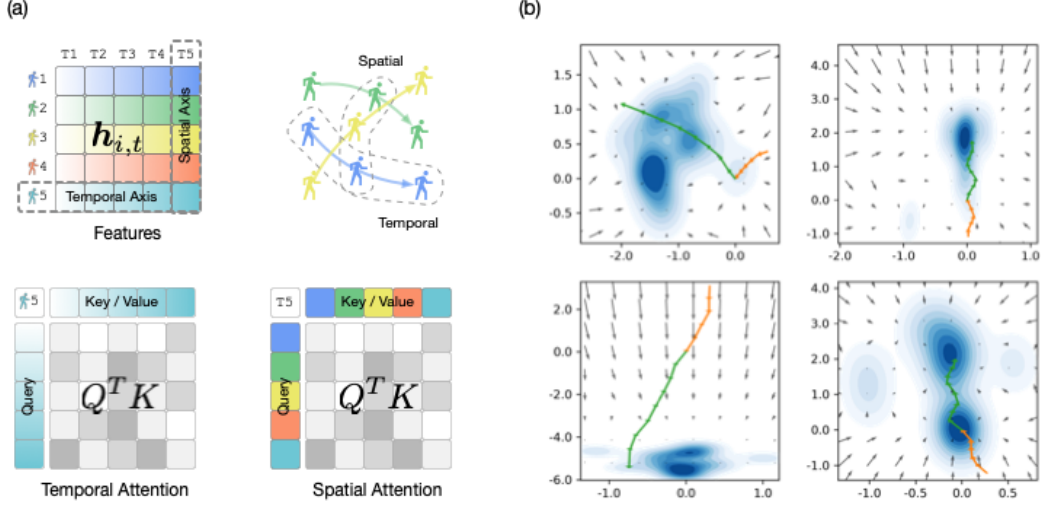 (a)
T1 T2 T3 T4 T5
1
2
3
4
5
h_{i,t}
Spatial Axis
Temporal Axis
Features
Spatial
Temporal
5
Key / Value
Query
Q^T K
Temporal Attention
T5
Key / Value
Query
Q^T K
Spatial Attention
(b)
1.5
1.0
0.5
0.0
-0.5
-2.0 -1.0 0.0
4.0
3.0
2.0
1.0
0.0
-1.0
-2.0 -1.0 0.0 1.0
2.0
0.0
-2.0
-4.0
-6.0
-1.0 0.0 1.0
4.0
3.0
2.0
1.0
0.0
-1.0
-1.0 -0.5 0.0 0.5